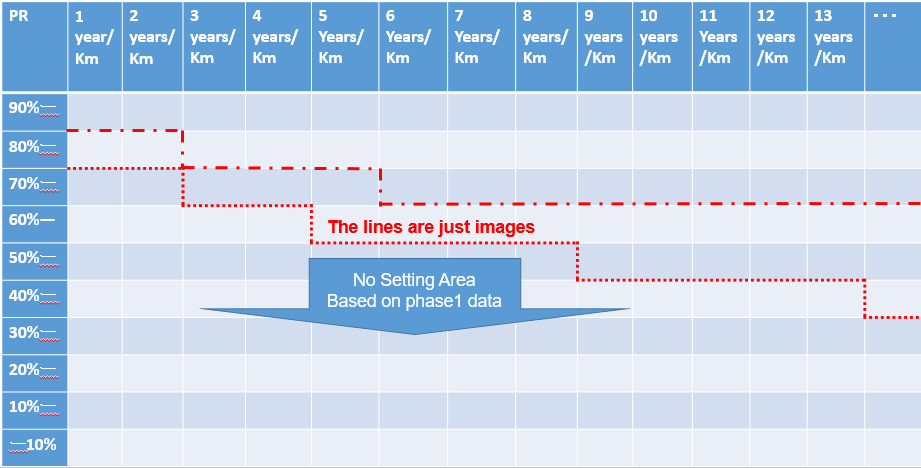 PR
1
year/
Km
2
years/
Km
3
years/
Km
4
years/
Km
5
Years/
Km
6
Years/
Km
7
Years/
Km
8
years/
Km
9
years
/Km
10
years
/Km
11
Years
/Km
12
years
/Km
13
years
/Km
・・・
90%~
80%~
70%~
60%~
The lines are just images
50%~
No Setting Area
Based on phase1 data
40%~
30%~
20%~
10%~
~10%